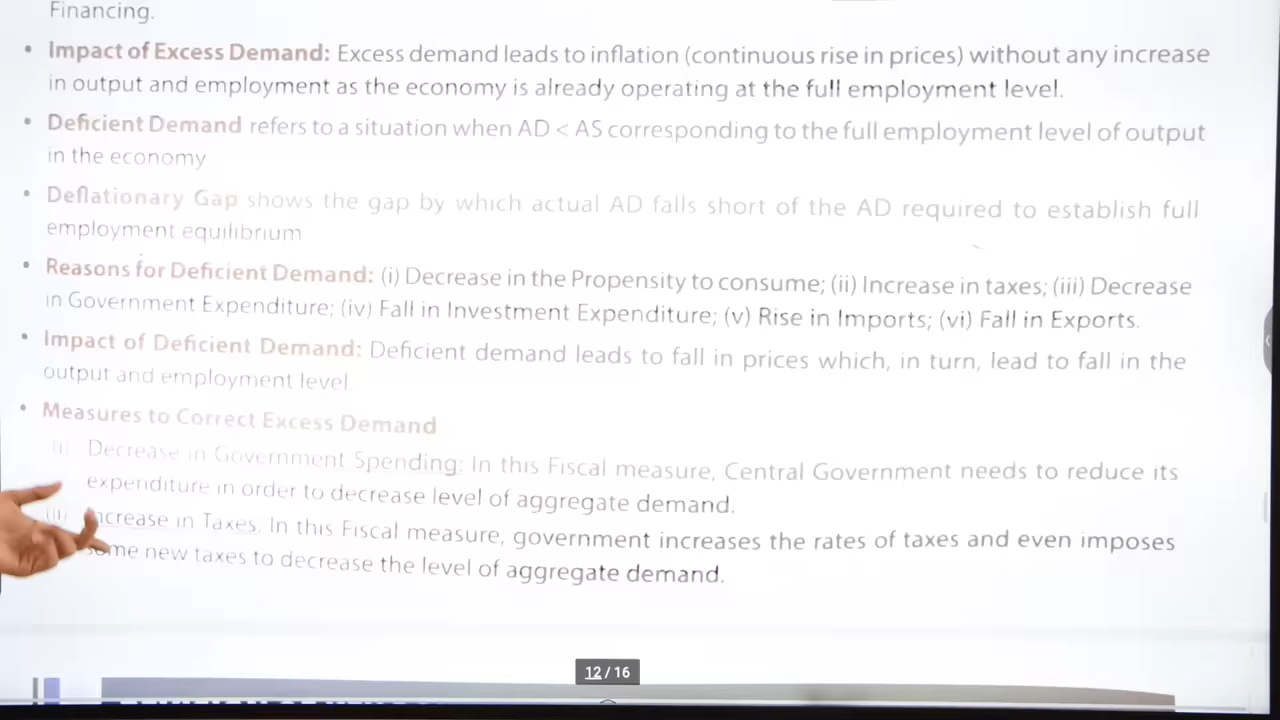 Financing.
• Impact of Excess Demand: Excess demand leads to inflation (continuous rise in prices) without any increase
in output and employment as the economy is already operating at the full employment level.
• Deficient Demand refers to a situation when AD < AS corresponding to the full employment level of output
in the economy
• Deflationary Gap shows the gap by which actual AD falls short of the AD required to establish full
employment equilibrium
• Reasons for Deficient Demand: (i) Decrease in the Propensity to consume; (ii) Increase in taxes; (iii) Decrease
in Government Expenditure; (iv) Fall in Investment Expenditure; (v) Rise in Imports; (vi) Fall in Exports.
• Impact of Deficient Demand: Deficient demand leads to fall in prices which, in turn, lead to fall in the
output and employment level.
• Measures to Correct Excess Demand
(i) Decrease in Government Spending: In this Fiscal measure, Central Government needs to reduce its
expenditure in order to decrease level of aggregate demand.
(ii) Increase in Taxes. In this Fiscal measure, government increases the rates of taxes and even imposes
some new taxes to decrease the level of aggregate demand.
12 / 16